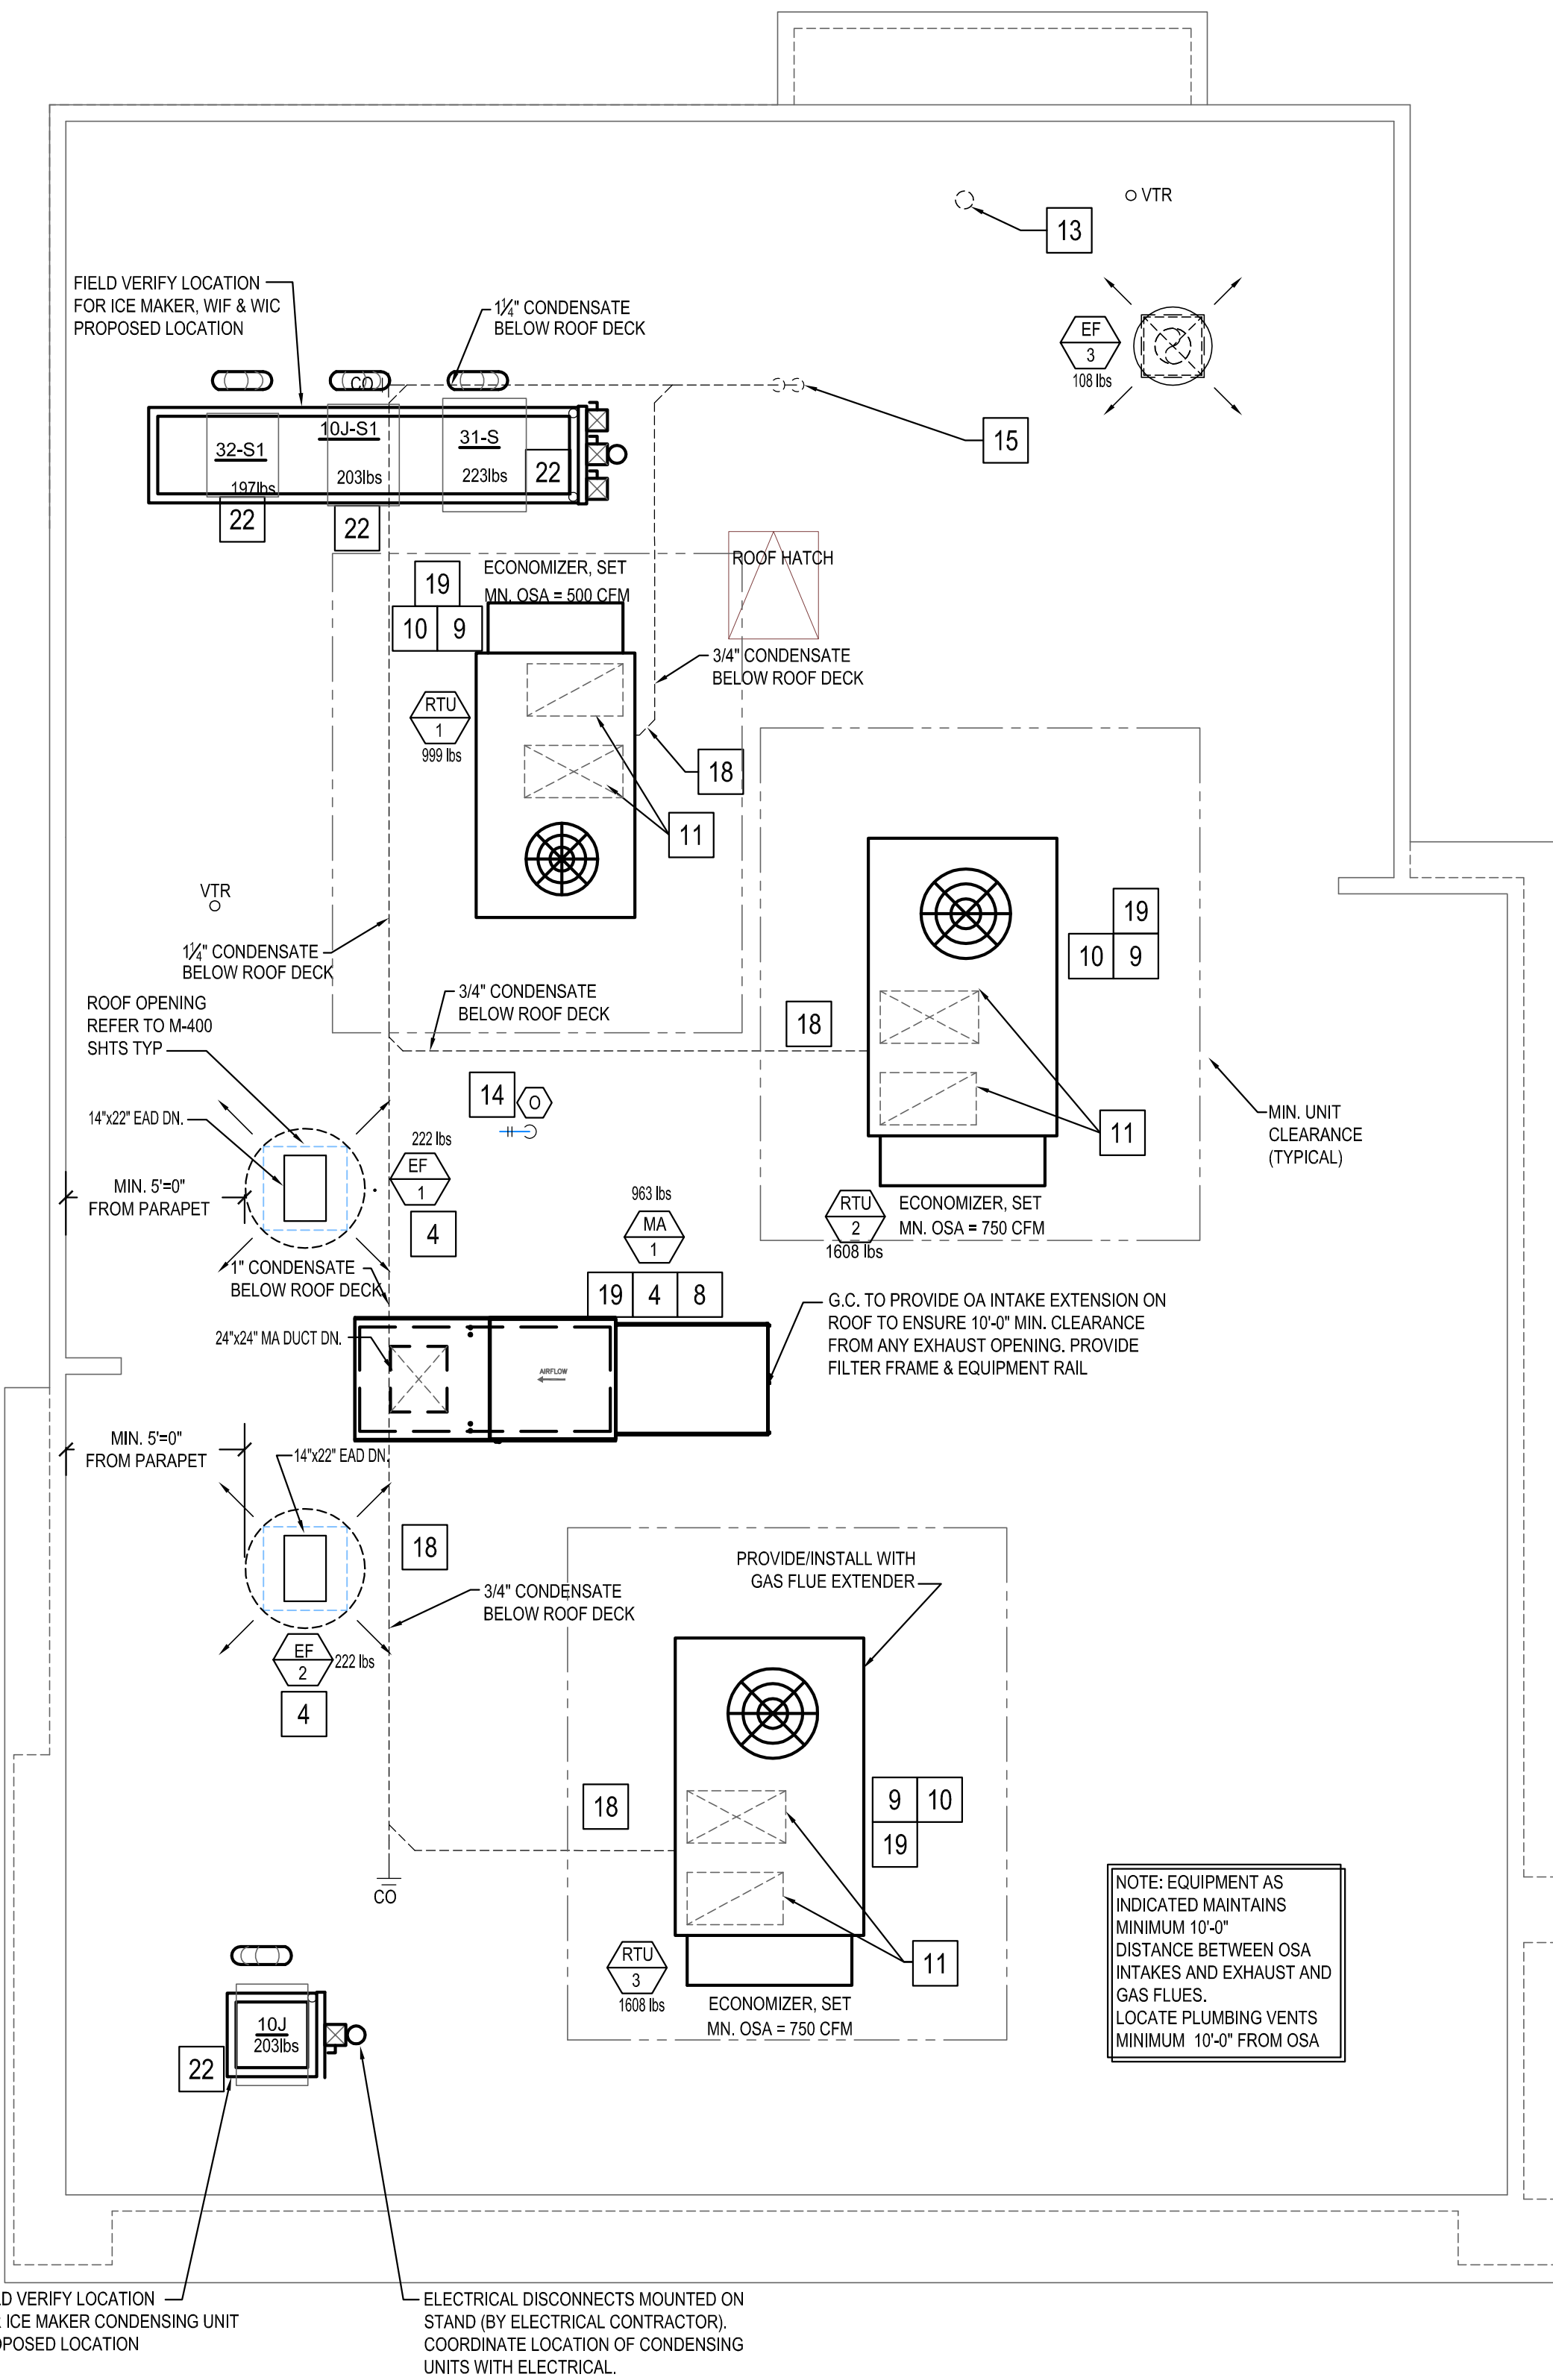 13
VTR
EF
3
108 lbs
FIELD VERIFY LOCATION
FOR ICE MAKER, WIF & WIC
PROPOSED LOCATION
1¼" CONDENSATE
BELOW ROOF DECK
CO
15
32-S1
197lbs
10J-S1
203lbs
31-S
223lbs
22
22
22
ROOF HATCH
ECONOMIZER, SET
MN. OSA = 500 CFM
19
10
9
3/4" CONDENSATE
BELOW ROOF DECK
RTU
1
999 lbs
18
11
VTR
1¼" CONDENSATE
BELOW ROOF DECK
3/4" CONDENSATE
BELOW ROOF DECK
19
10
9
18
11
MIN. UNIT
CLEARANCE
(TYPICAL)
RTU
2
1608 lbs
ECONOMIZER, SET
MN. OSA = 750 CFM
ROOF OPENING
REFER TO M-400
SHTS TYP
14"x22" EAD DN.
MIN. 5'=0"
FROM PARAPET
14
O
222 lbs
EF
1
4
1" CONDENSATE
BELOW ROOF DECK
963 lbs
MA
1
19
4
8
24"x24" MA DUCT DN.
AIRFLOW
G.C. TO PROVIDE OA INTAKE EXTENSION ON
ROOF TO ENSURE 10'-0" MIN. CLEARANCE
FROM ANY EXHAUST OPENING. PROVIDE
FILTER FRAME & EQUIPMENT RAIL
MIN. 5'=0"
FROM PARAPET
14"x22" EAD DN.
18
3/4" CONDENSATE
BELOW ROOF DECK
EF
2
222 lbs
4
PROVIDE/INSTALL WITH
GAS FLUE EXTENDER
18
9
10
19
11
RTU
3
1608 lbs
ECONOMIZER, SET
MN. OSA = 750 CFM
CO
10J
203lbs
22
NOTE: EQUIPMENT AS
INDICATED MAINTAINS
MINIMUM 10'-0"
DISTANCE BETWEEN OSA
INTAKES AND EXHAUST AND
GAS FLUES.
LOCATE PLUMBING VENTS
MINIMUM 10'-0" FROM OSA
D VERIFY LOCATION
ICE MAKER CONDENSING UNIT
POSED LOCATION
ELECTRICAL DISCONNECTS MOUNTED ON
STAND (BY ELECTRICAL CONTRACTOR).
COORDINATE LOCATION OF CONDENSING
UNITS WITH ELECTRICAL.